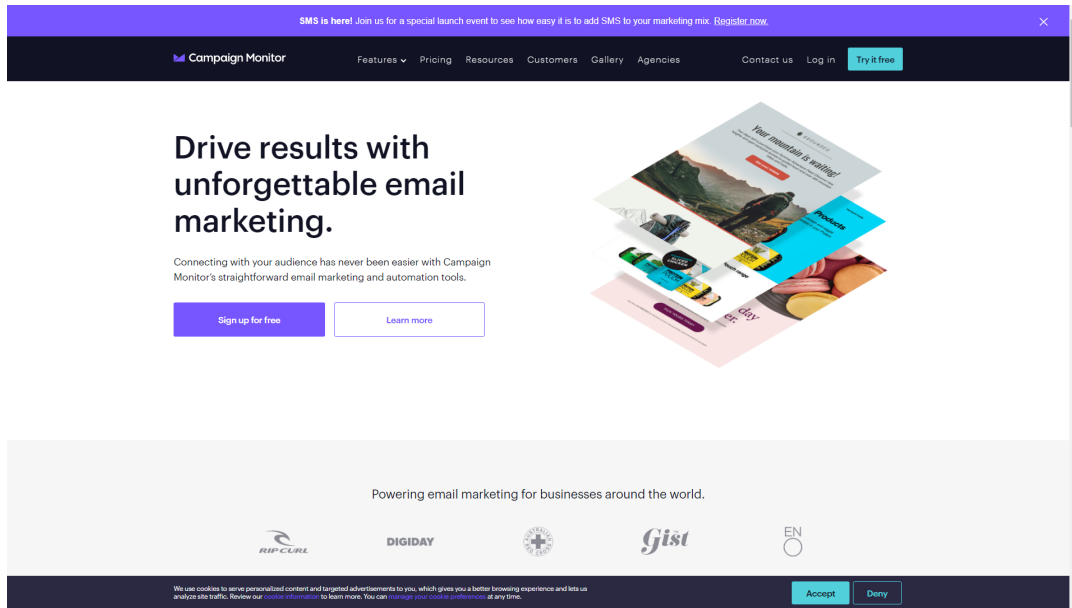 SMS is here! Join us for a special launch event to see how easy it is to add SMS to your marketing mix. Register now.
Campaign Monitor
Features Pricing Resources Customers Gallery Agencies Contact us Log in Try it free
Drive results with
unforgettable email
marketing.
Connecting with your audience has never been easier with Campaign
Monitor's straightforward email marketing and automation tools.
Sign up for free
Learn more
Your mountain is waiting!
Products
day
er.
Powering email marketing for businesses around the world.
RIP CURL
DIGIDAY
AUSTRALIAN RED CROSS
Gist
EN
O
We use cookies to serve personalized content and targeted advertisements to you, which gives you a better browsing experience and lets us
analyze site traffic. Review our cookie information to learn more. You can manage your cookie preferences at any time.
Accept
Deny